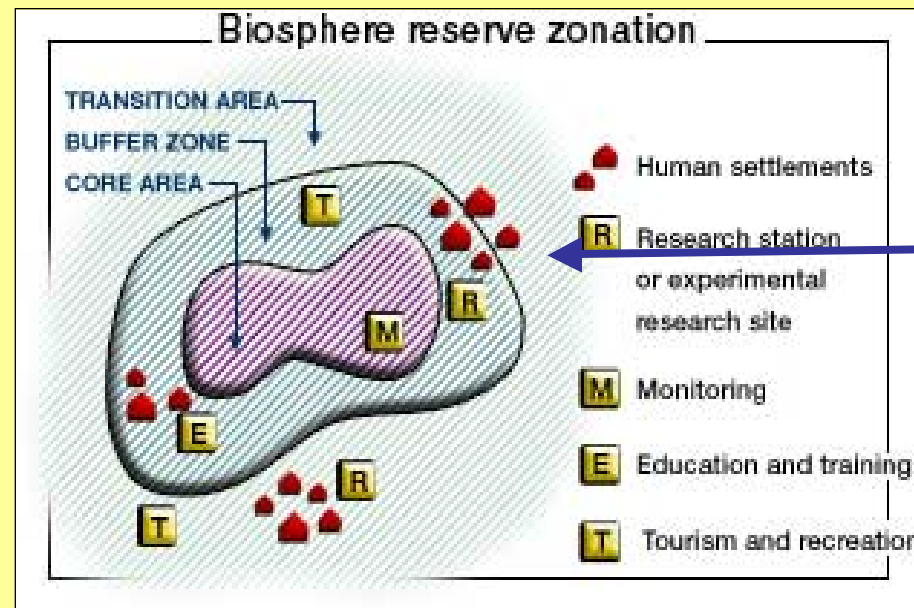 Biosphere reserve zonation
TRANSITION AREA
BUFFER ZONE
CORE AREA
T
R
M
E
R
T
Human settlements
R Research station
or experimental
research site
M Monitoring
E Education and training
T Tourism and recreation